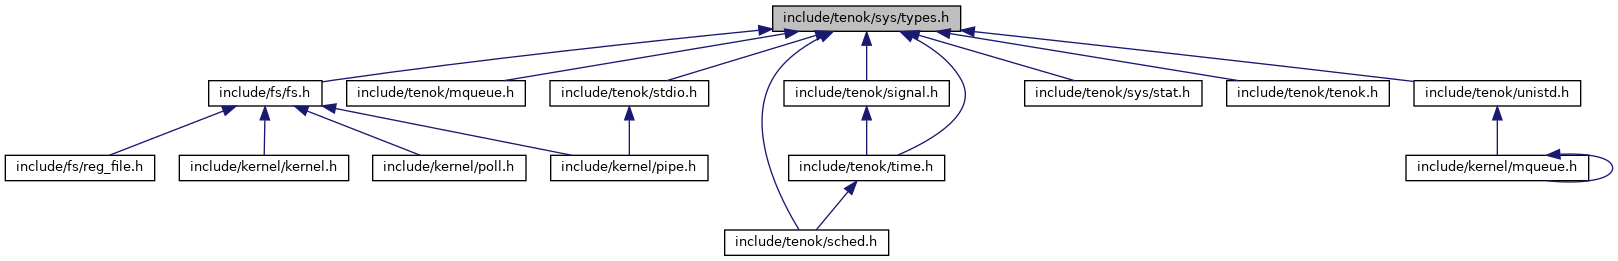 include/tenok/sys/types.h
include/fs/fs.h
include/tenok/mqueue.h
include/tenok/stdio.h
include/tenok/signal.h
include/tenok/sys/stat.h
include/tenok/tenok.h
include/tenok/unistd.h
include/fs/reg_file.h
include/kernel/kernel.h
include/kernel/poll.h
include/kernel/pipe.h
include/tenok/time.h
include/kernel/mqueue.h
include/tenok/sched.h